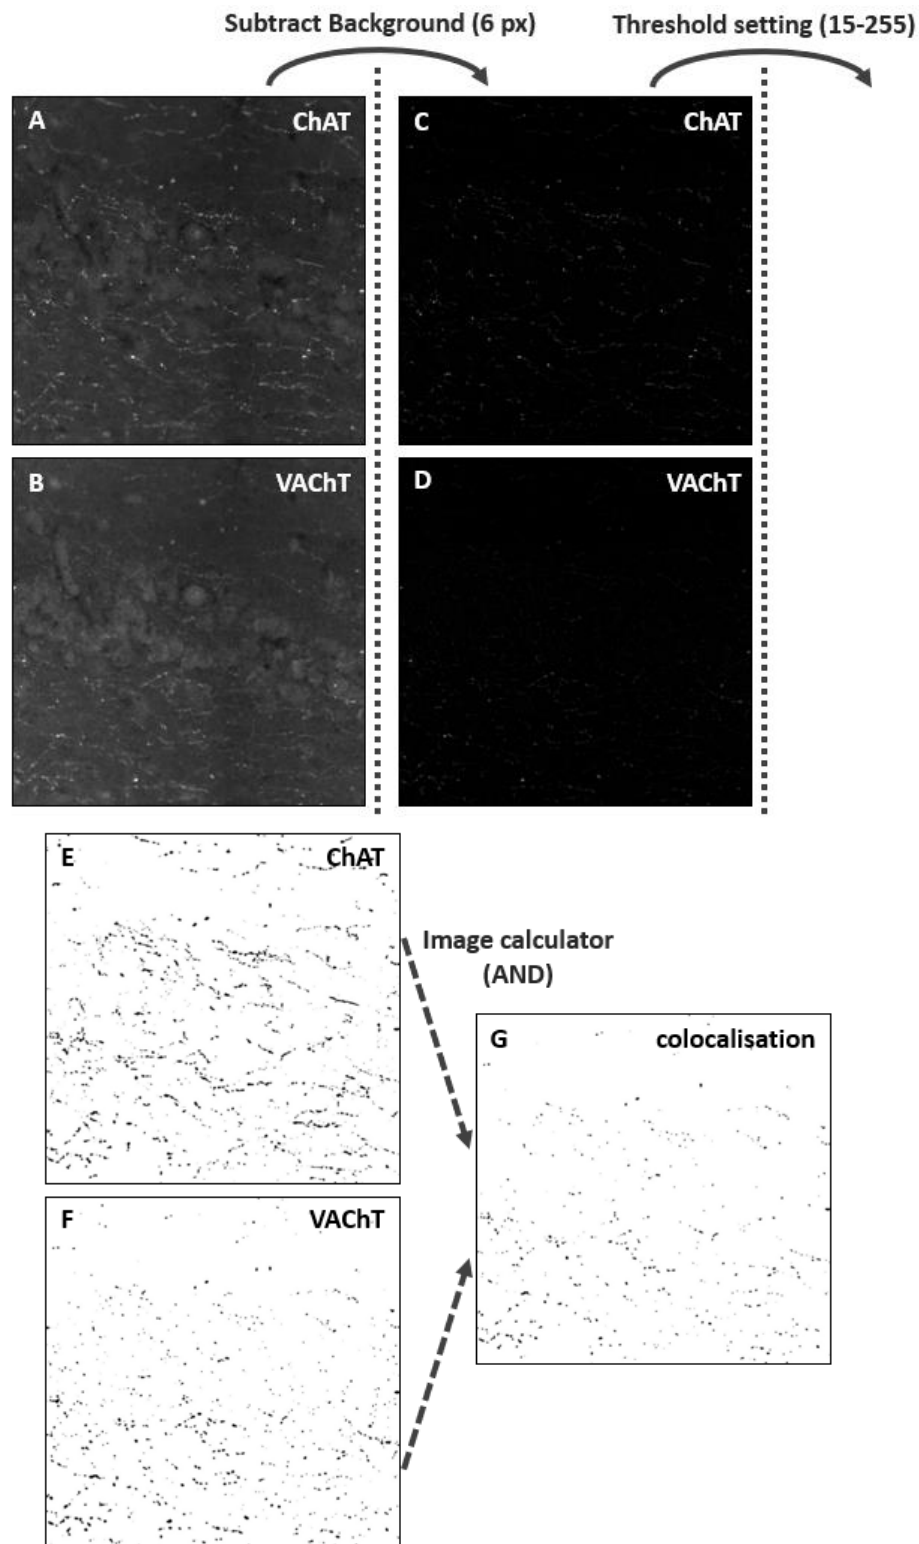 Subtract Background (6 px)
Threshold setting (15-255)
A
ChAT
C
ChAT
B
VAChT
D
VAChT
E
ChAT
Image calculator
(AND)
G
colocalisation
F
VAChT